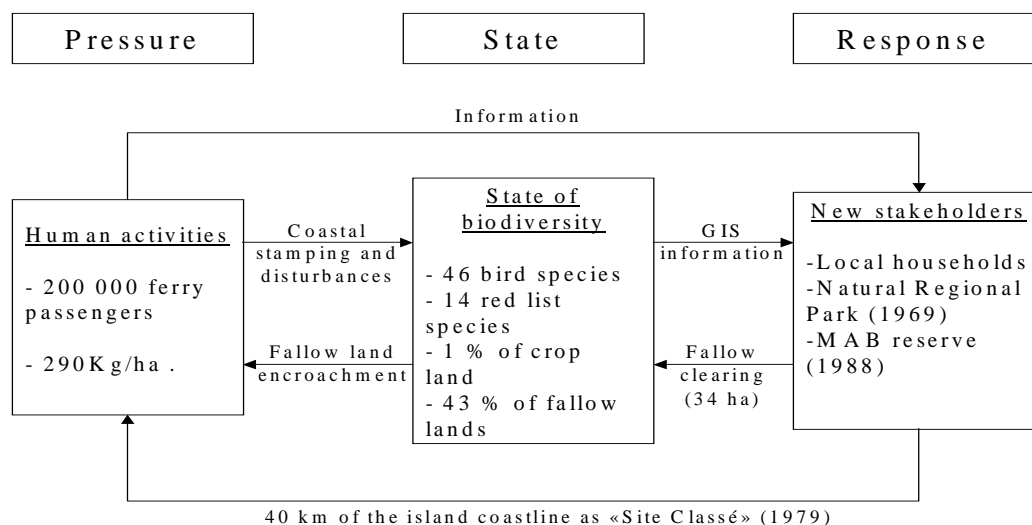 Pressure
State
Response
Information
Human activities
- 200 000 ferry
passengers
- 290Kg/ha .
Coastal
stamping and
disturbances
Fallow land
encroachment
State of
biodiversity
- 46 bird species
- 14 red list
species
- 1 % of crop
land
- 43 % of fallow
lands
GIS
information
Fallow
clearing
(34 ha)
New stakeholders
-Local households
-Natural Regional
Park (1969)
-MAB reserve
(1988)
40 km of the island coastline as «Site Classé» (1979)